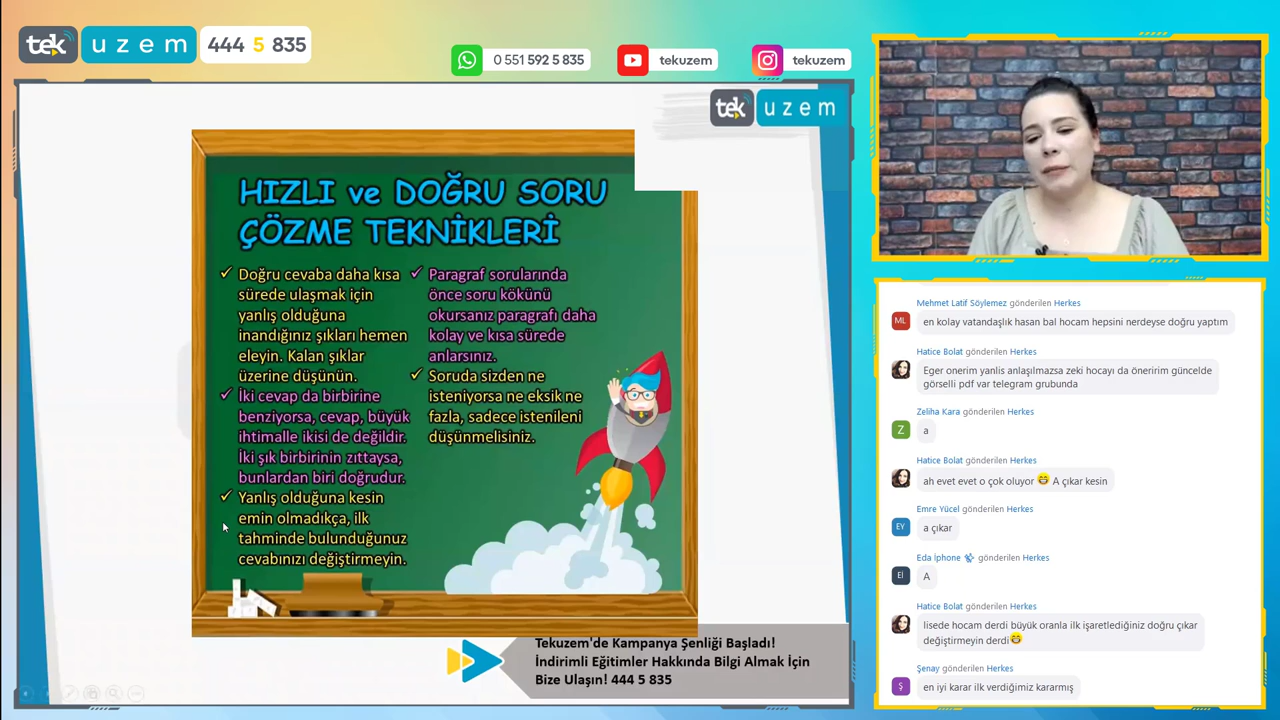 tek uzem 444 5 835
0 551 592 5 835
tekuzem
tekuzem
tek uzem
HIZLI ve DOĞRU SORU
ÇÖZME TEKNİKLERİ
✓ Doğru cevaba daha kısa
sürede ulaşmak için
yanlış olduğuna
inandığınız şıkları hemen
eleyin. Kalan şıklar
üzerine düşünün.
✓ İki cevap da birbirine
benziyorsa, cevap, büyük
ihtimalle ikisi de değildir.
İki şık birbirinin zıttaysa,
bunlardan biri doğrudur.
✓ Yanlış olduğuna kesin
emin olmadıkça, ilk
tahminde bulunduğunuz
cevabınızı değiştirmeyin.
✓ Paragraf sorularında
önce soru kökünü
okursanız paragrafı daha
kolay ve kısa sürede
anlarsınız.
✓ Soruda sizden ne
isteniyorsa ne eksik ne
fazla, sadece istenileni
düşünmelisiniz.
Tekuzem'de Kampanya Şenliği Başladı!
İndirimli Eğitimler Hakkında Bilgi Almak İçin
Bize Ulaşın! 444 5 835
Mehmet Latif Söylemez gönderilen Herkes
ML
en kolay vatandaşlık hasan bal hocam hepsini nerdeyse doğru yaptım
Hatice Bolat gönderilen Herkes
Eger onerim yanlis anlaşılmazsa zeki hocayı da öneririm güncelde
görselli pdf var telegram grubunda
Zeliha Kara gönderilen Herkes
Z
a
Hatice Bolat gönderilen Herkes
ah evet evet o çok oluyor 😁 A çıkar kesin
Emre Yücel gönderilen Herkes
EY
a çıkar
Eda İphone gönderilen Herkes
Eİ
A
Hatice Bolat gönderilen Herkes
lisede hocam derdi büyük oranla ilk işaretlediğiniz doğru çıkar
değiştirmeyin derdi😁
Şenay gönderilen Herkes
Ş
en iyi karar ilk verdiğimiz kararmış